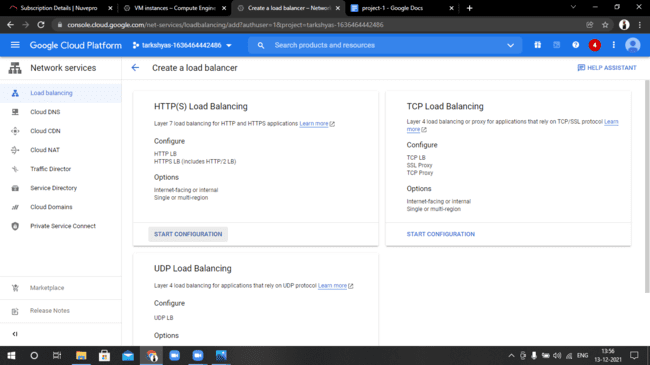 Subscription Details | Nuvepro
VM instances – Compute Engine
Create a load balancer – Network
project-1 - Google Docs
console.cloud.google.com/net-services/loadbalancing/add?authuser=1&project=tarkshyas-1636464442486
Google Cloud Platform
tarkshyas-1636464442486
Search products and resources
4
Network services
Create a load balancer
HELP ASSISTANT
Load balancing
Cloud DNS
Cloud CDN
Cloud NAT
Traffic Director
Service Directory
Cloud Domains
Private Service Connect
Marketplace
Release Notes
HTTP(S) Load Balancing
Layer 7 load balancing for HTTP and HTTPS applications Learn more
Configure
HTTP LB
HTTPS LB (includes HTTP/2 LB)
Options
Internet-facing or internal
Single or multi-region
START CONFIGURATION
TCP Load Balancing
Layer 4 load balancing or proxy for applications that rely on TCP/SSL protocol Learn
more
Configure
TCP LB
SSL Proxy
TCP Proxy
Options
Internet-facing or internal
Single or multi-region
START CONFIGURATION
UDP Load Balancing
Layer 4 load balancing for applications that rely on UDP protocol Learn more
Configure
UDP LB
Options
ENG
13:56
13-12-2021